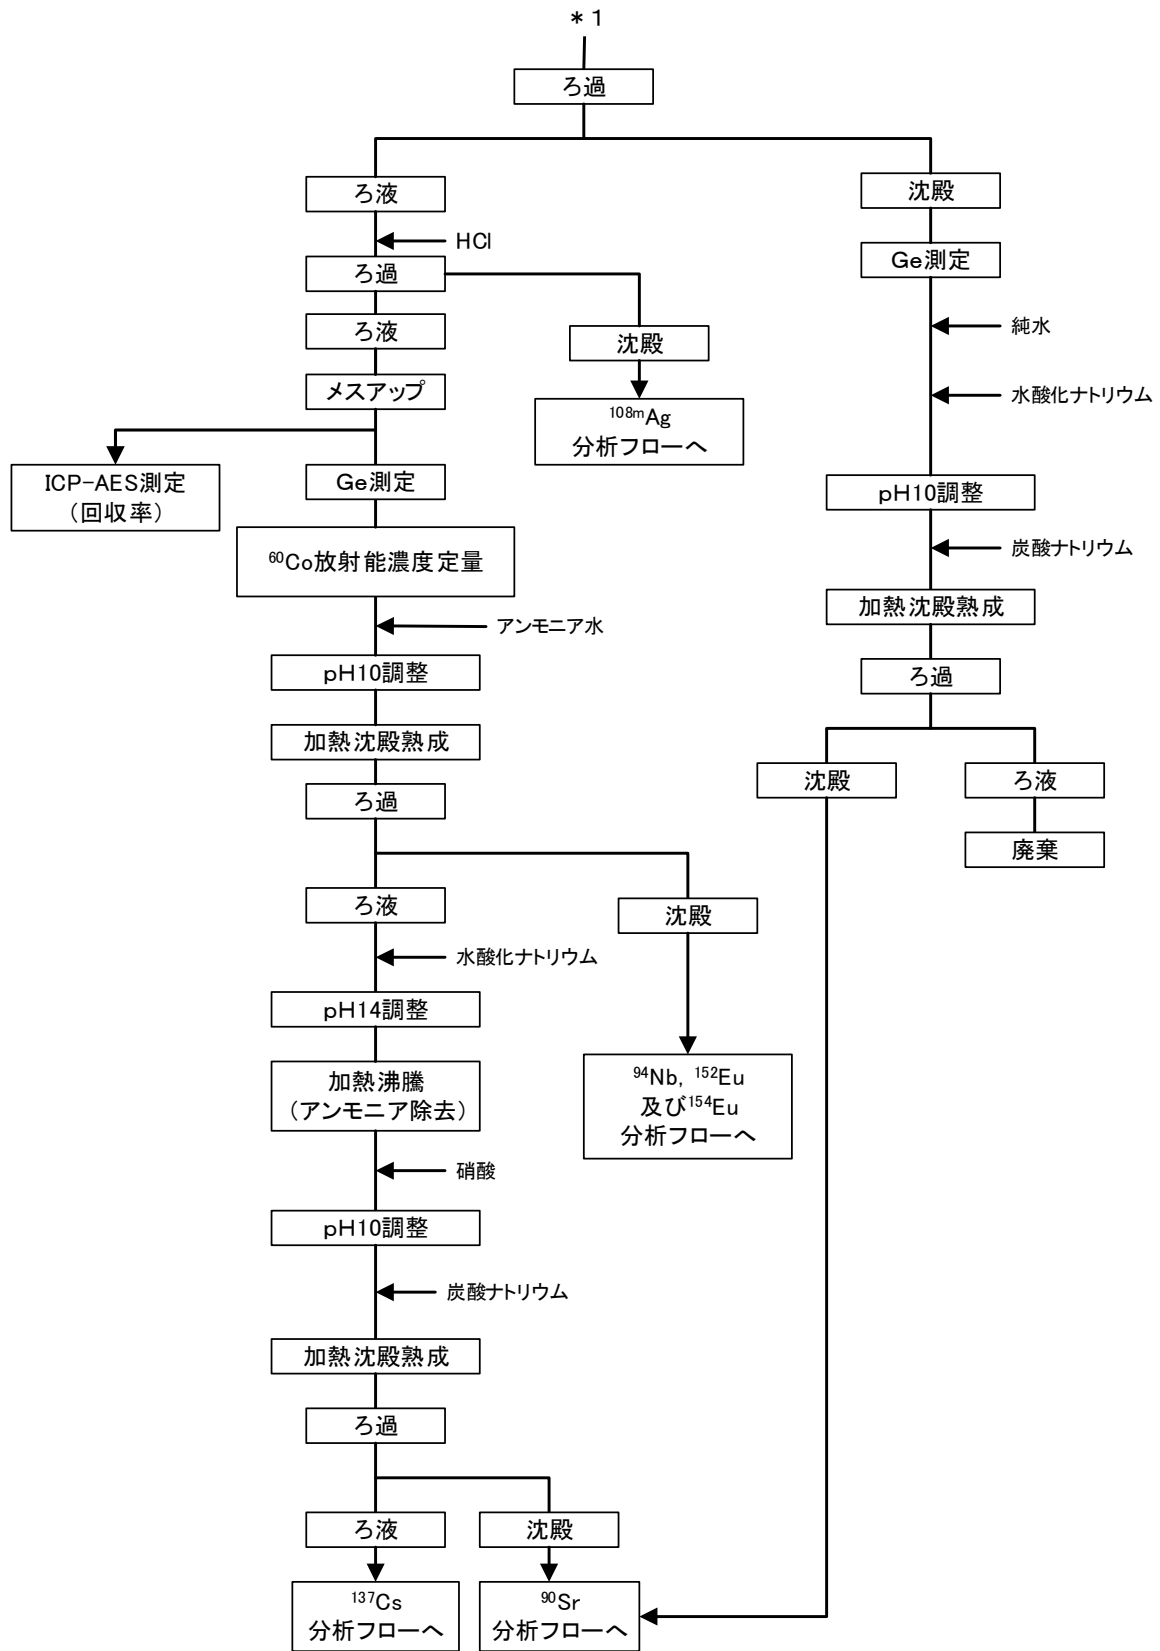 ＊1
ろ過
ろ液
HCl
ろ過
ろ液
メスアップ
ICP-AES測定
（回収率）
Ge測定
⁶⁰Co放射能濃度定量
アンモニア水
pH10調整
加熱沈殿熟成
ろ過
ろ液
水酸化ナトリウム
pH14調整
加熱沸騰
（アンモニア除去）
硝酸
pH10調整
炭酸ナトリウム
加熱沈殿熟成
ろ過
ろ液
¹³⁷Cs
分析フローへ
沈殿
⁹⁰Sr
分析フローへ
沈殿
¹⁰⁸ᵐAg
分析フローへ
沈殿
⁹⁴Nb, ¹⁵²Eu
及び¹⁵⁴Eu
分析フローへ
沈殿
Ge測定
純水
水酸化ナトリウム
pH10調整
炭酸ナトリウム
加熱沈殿熟成
ろ過
沈殿
ろ液
廃棄